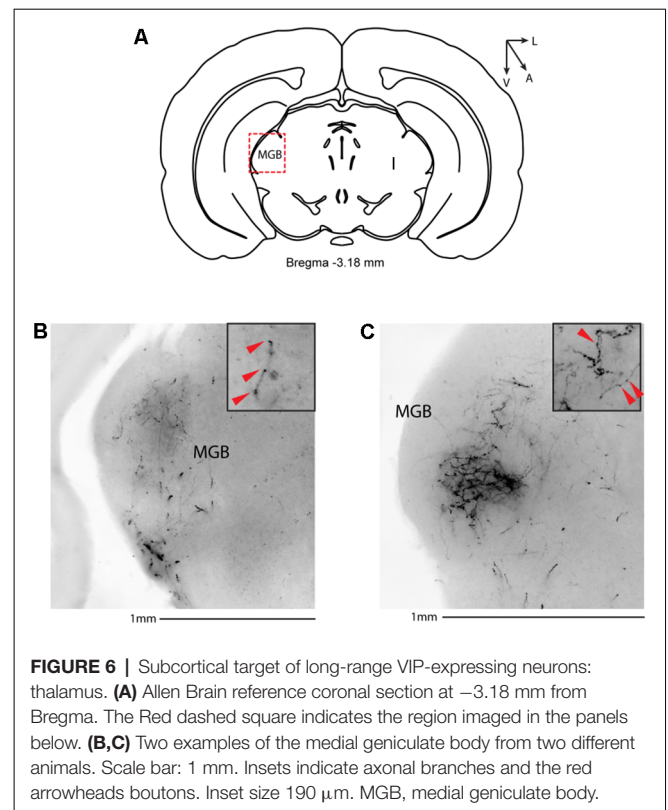 A
L
V
A
MGB
Bregma -3.18 mm
B
MGB
1mm
C
MGB
1mm
FIGURE 6 | Subcortical target of long-range VIP-expressing neurons:
thalamus. (A) Allen Brain reference coronal section at −3.18 mm from
Bregma. The Red dashed square indicates the region imaged in the panels
below. (B,C) Two examples of the medial geniculate body from two different
animals. Scale bar: 1 mm. Insets indicate axonal branches and the red
arrowheads boutons. Inset size 190 μm. MGB, medial geniculate body.